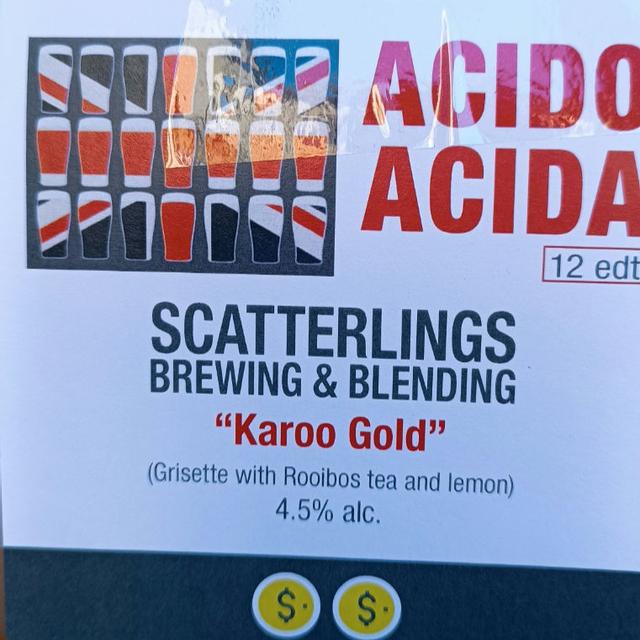 ACIDO
ACIDA
12 edt
SCATTERLINGS
BREWING & BLENDING
“Karoo Gold”
(Grisette with Rooibos tea and lemon)
4.5% alc.
$ $